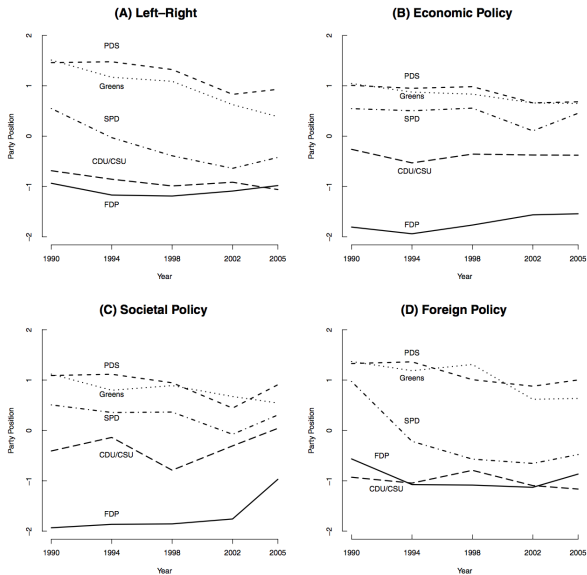 (A) Left–Right
Party Position
2
1
0
−1
−2
PDS
Greens
SPD
CDU/CSU
FDP
1990 1994 1998 2002 2005
Year
(B) Economic Policy
Party Position
2
1
0
−1
−2
PDS
Greens
SPD
CDU/CSU
FDP
1990 1994 1998 2002 2005
Year
(C) Societal Policy
Party Position
2
1
0
−1
−2
PDS
Greens
SPD
CDU/CSU
FDP
1990 1994 1998 2002 2005
Year
(D) Foreign Policy
Party Position
2
1
0
−1
−2
PDS
Greens
SPD
FDP
CDU/CSU
1990 1994 1998 2002 2005
Year